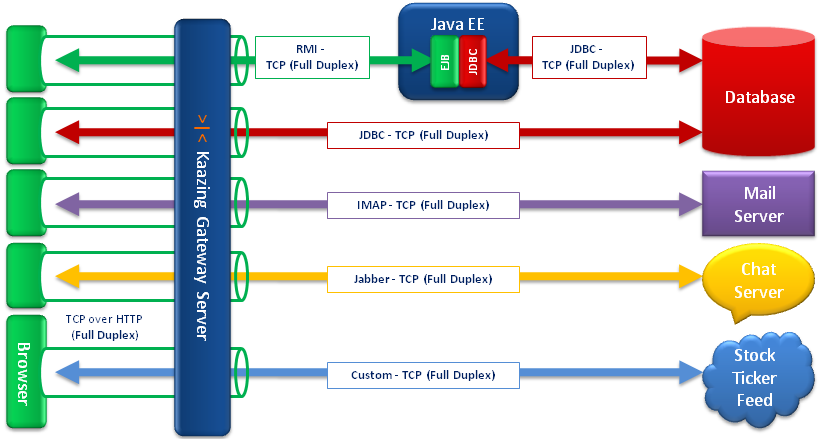 Java EE
RMI -
TCP (Full Duplex)
EJB
JDBC
JDBC -
TCP (Full Duplex)
Database
JDBC - TCP (Full Duplex)
>|< Kaazing Gateway Server
IMAP - TCP (Full Duplex)
Mail
Server
Jabber - TCP (Full Duplex)
Chat
Server
TCP over HTTP
(Full Duplex)
Browser
Custom - TCP (Full Duplex)
Stock
Ticker
Feed